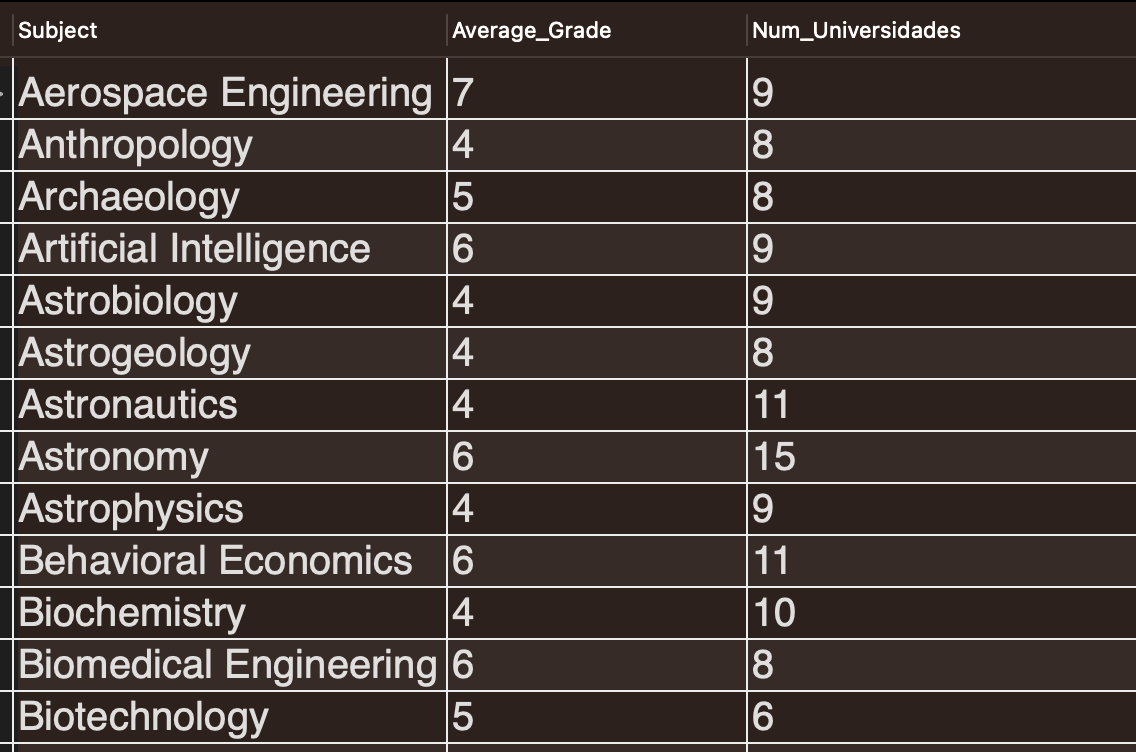 Subject Average_Grade Num_Universidades
Aerospace Engineering 7 9
Anthropology 4 8
Archaeology 5 8
Artificial Intelligence 6 9
Astrobiology 4 9
Astrogeology 4 8
Astronautics 4 11
Astronomy 6 15
Astrophysics 4 9
Behavioral Economics 6 11
Biochemistry 4 10
Biomedical Engineering 6 8
Biotechnology 5 6